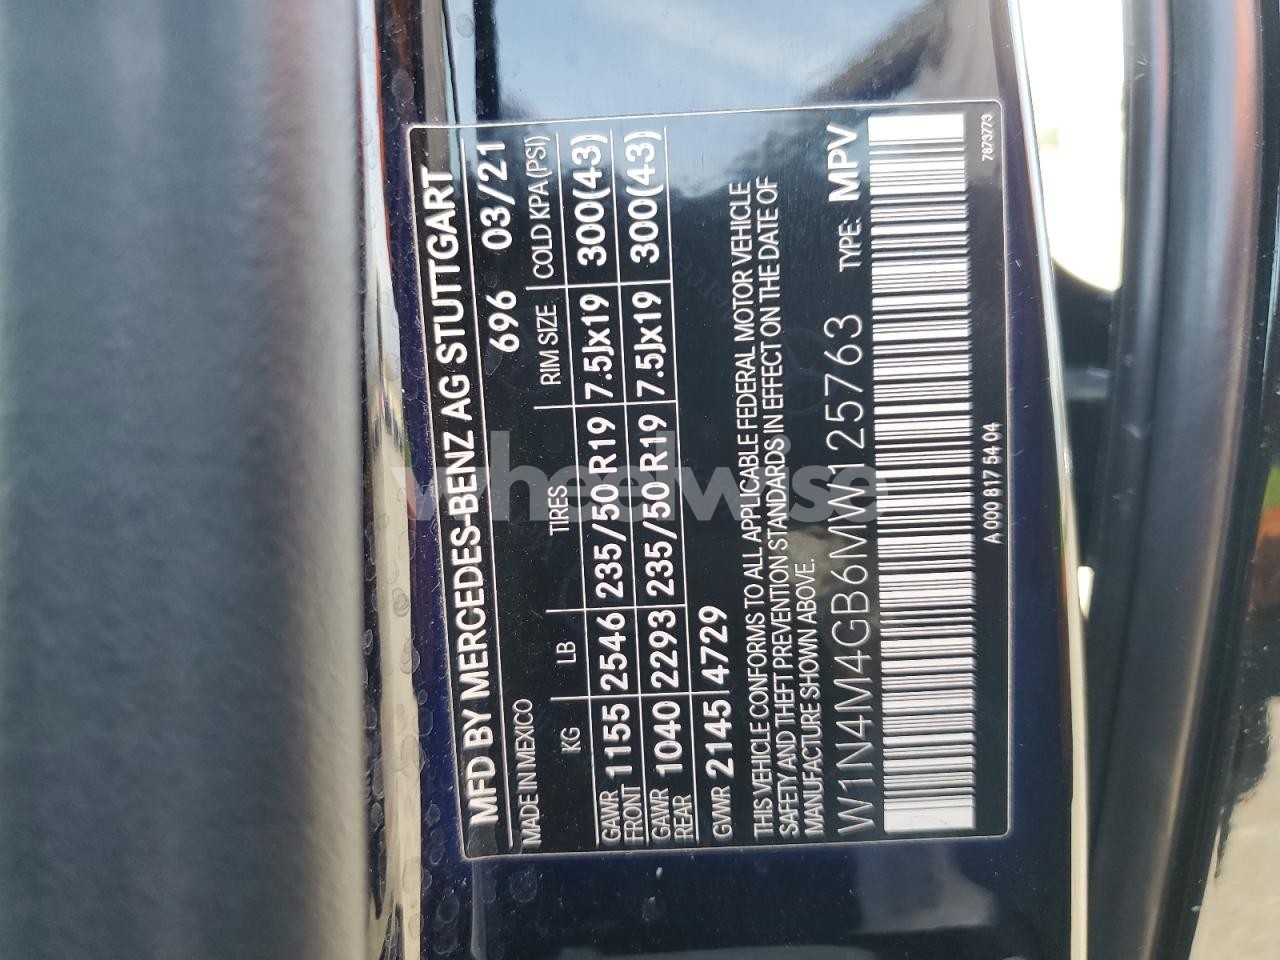 MFD BY MERCEDES-BENZ AG STUTTGART
MADE IN MEXICO 696 03/21
KG LB TIRES RIM SIZE COLD KPA(PSI)
GAWR FRONT 1155 2546 235/50 R19 7.5Jx19 300(43)
GAWR REAR 1040 2293 235/50 R19 7.5Jx19 300(43)
GVWR 2145 4729
THIS VEHICLE CONFORMS TO ALL APPLICABLE FEDERAL MOTOR VEHICLE
SAFETY AND THEFT PREVENTION STANDARDS IN EFFECT ON THE DATE OF
MANUFACTURE SHOWN ABOVE.
W1N4M4GB6MW125763 TYPE: MPV
A 000 817 54 04 7873773
wheelwise